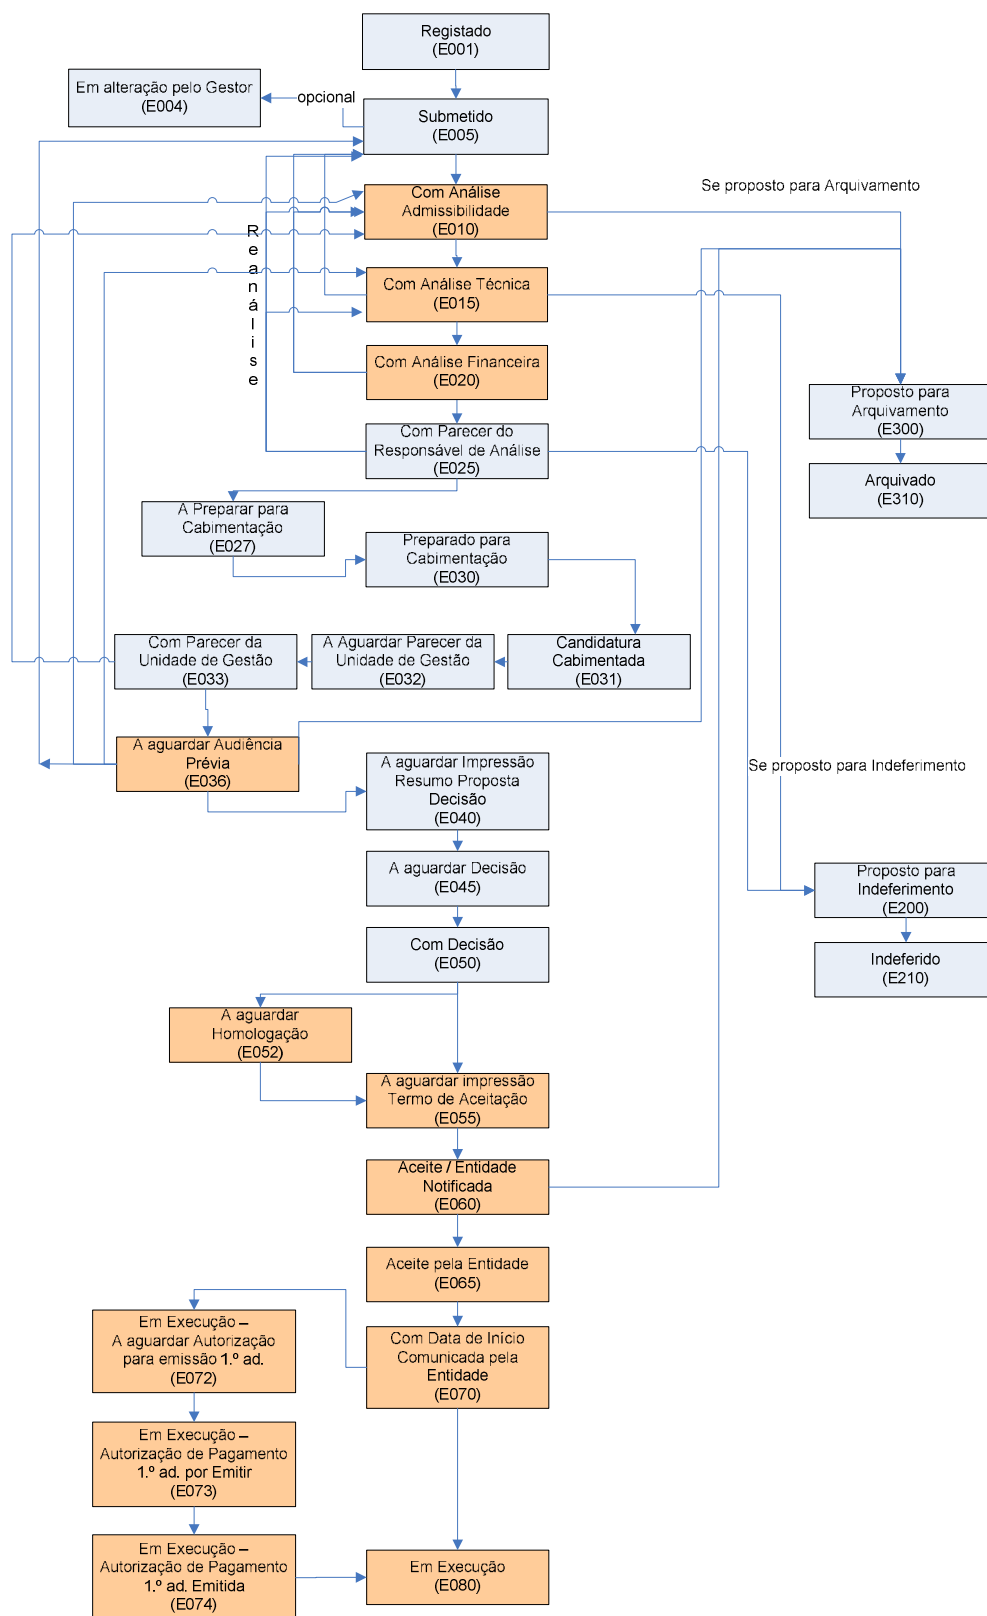 Registado
(E001)
Em alteração pelo Gestor
(E004)
opcional
Submetido
(E005)
Se proposto para Arquivamento
Com Análise
Admissibilidade
(E010)
Reanálise
Com Análise Técnica
(E015)
Com Análise Financeira
(E020)
Proposto para
Arquivamento
(E300)
Com Parecer do
Responsável de Análise
(E025)
Arquivado
(E310)
A Preparar para
Cabimentação
(E027)
Preparado para
Cabimentação
(E030)
Com Parecer da
Unidade de Gestão
(E033)
A Aguardar Parecer da
Unidade de Gestão
(E032)
Candidatura
Cabimentada
(E031)
A aguardar Audiência
Prévia
(E036)
A aguardar Impressão
Resumo Proposta
Decisão
(E040)
Se proposto para Indeferimento
A aguardar Decisão
(E045)
Proposto para
Indeferimento
(E200)
Com Decisão
(E050)
Indeferido
(E210)
A aguardar
Homologação
(E052)
A aguardar impressão
Termo de Aceitação
(E055)
Aceite / Entidade
Notificada
(E060)
Aceite pela Entidade
(E065)
Em Execução –
A aguardar Autorização
para emissão 1.º ad.
(E072)
Com Data de Início
Comunicada pela
Entidade
(E070)
Em Execução –
Autorização de Pagamento
1.º ad. por Emitir
(E073)
Em Execução –
Autorização de Pagamento
1.º ad. Emitida
(E074)
Em Execução
(E080)